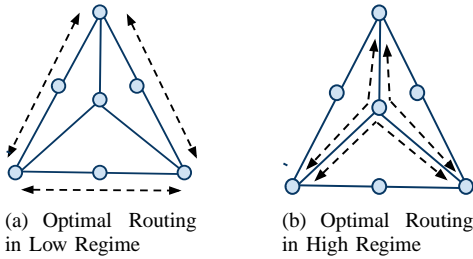 (a) Optimal Routing
in Low Regime
(b) Optimal Routing
in High Regime